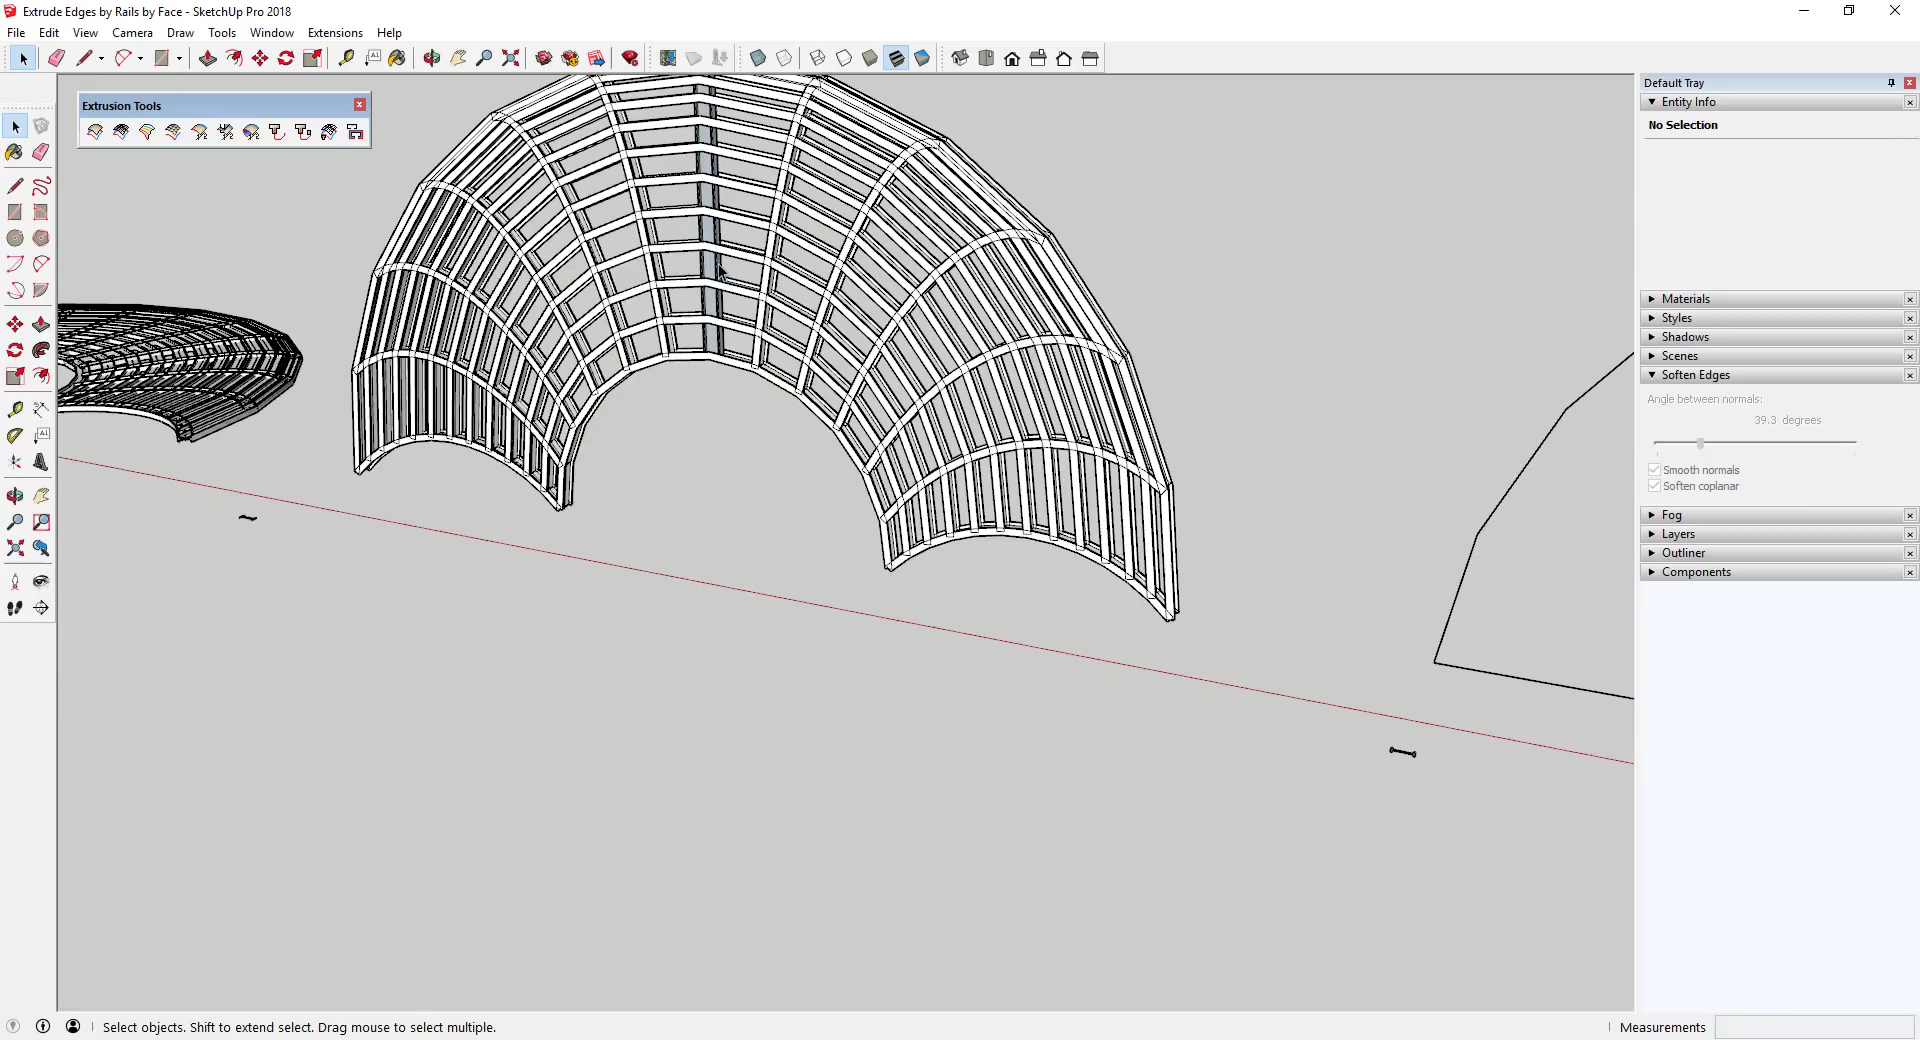 Extrude Edges by Rails by Face - SketchUp Pro 2018
File Edit View Camera Draw Tools Window Extensions Help
Default Tray
Extrusion Tools
Entity Info
No Selection
Materials
Styles
Shadows
Scenes
Soften Edges
Angle between normals:
39.3 degrees
Smooth normals
Soften coplanar
Fog
Layers
Outliner
Components
Select objects. Shift to extend select. Drag mouse to select multiple.
Measurements